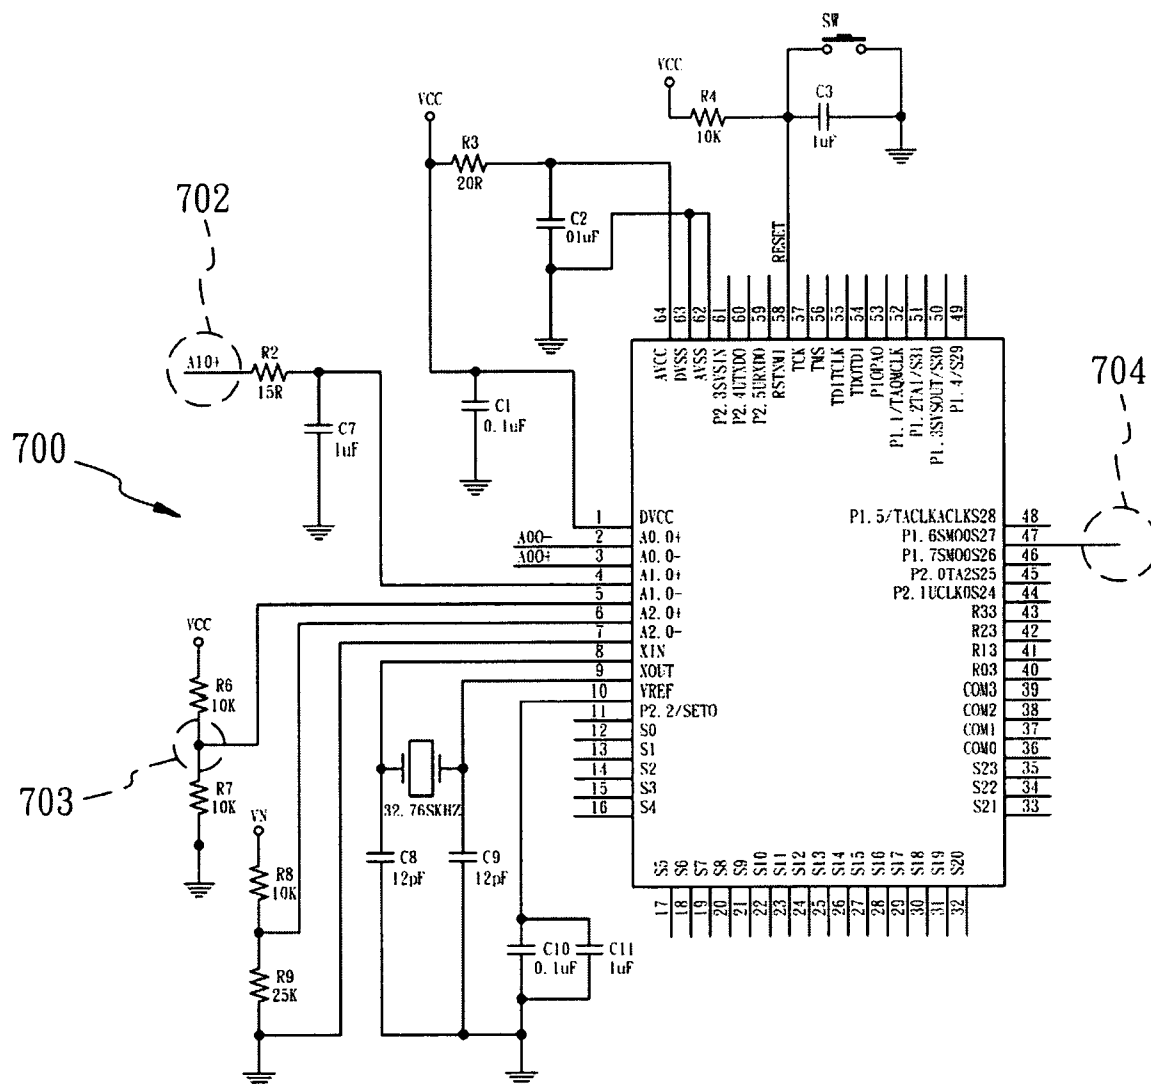 SW
VCC
R4
10K
C3
1uF
VCC
R3
20R
C2
01uF
RESET
702
A10+
R2
15R
C7
1uF
C1
0.1uF
700
704
64
63
62
61
60
59
58
57
56
55
54
53
52
51
50
49
AVCC
DVSS
AVSS
P2.3SVSIN
P2.4UTXD0
P2.5URXD0
RSTNMI
TCK
TMS
TDITCLK
TDOTDI
P1.1/TAQMCLK
P1.2TA1/S31
P1.3SVSOUT/S30
P1.4/S29
1 DVCC
A00- 2 A0.0+
A00+ 3 A0.0-
4 A1.0+
5 A1.0-
6 A2.0+
7 A2.0-
8 XIN
9 XOUT
10 VREF
11 P2.2/SET0
12 S0
13 S1
14 S2
15 S3
16 S4
P1.5/TACLKACLKS28 48
P1.6SMO0S27 47
P1.7SMO0S26 46
P2.0TA2S25 45
P2.1UCLK0S24 44
R33 43
R23 42
R13 41
R03 40
COM3 39
COM2 38
COM1 37
COM0 36
S23 35
S22 34
S21 33
VCC
R6
10K
703
R7
10K
VN
R8
10K
R9
25K
32.768KHZ
C8
12pF
C9
12pF
C10
0.1uF
C11
1uF
S5
S6
S7
S8
S9
S10
S11
S12
S13
S14
S15
S16
S17
S18
S19
S20
17
18
19
20
21
22
23
24
25
26
27
28
29
30
31
32